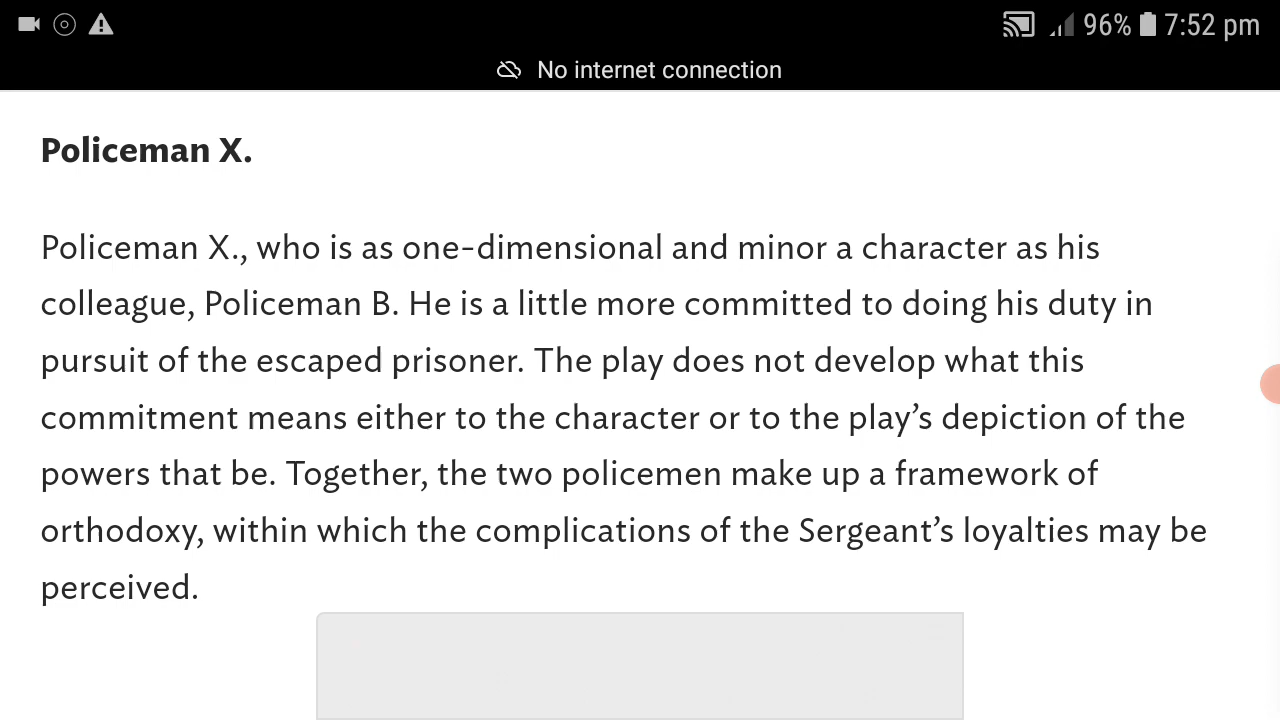 96% 7:52 pm
No internet connection
Policeman X.
Policeman X., who is as one-dimensional and minor a character as his
colleague, Policeman B. He is a little more committed to doing his duty in
pursuit of the escaped prisoner. The play does not develop what this
commitment means either to the character or to the play’s depiction of the
powers that be. Together, the two policemen make up a framework of
orthodoxy, within which the complications of the Sergeant’s loyalties may be
perceived.